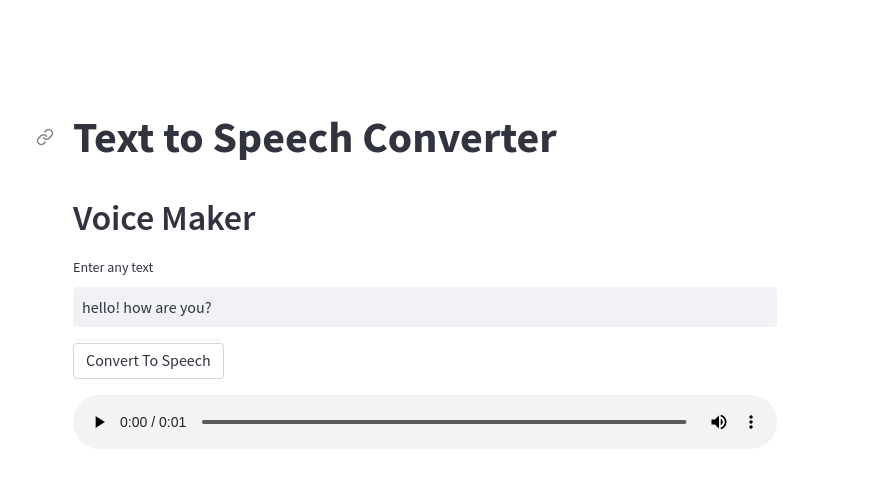 Text to Speech Converter
Voice Maker
Enter any text
hello! how are you?
Convert To Speech
0:00 / 0:01